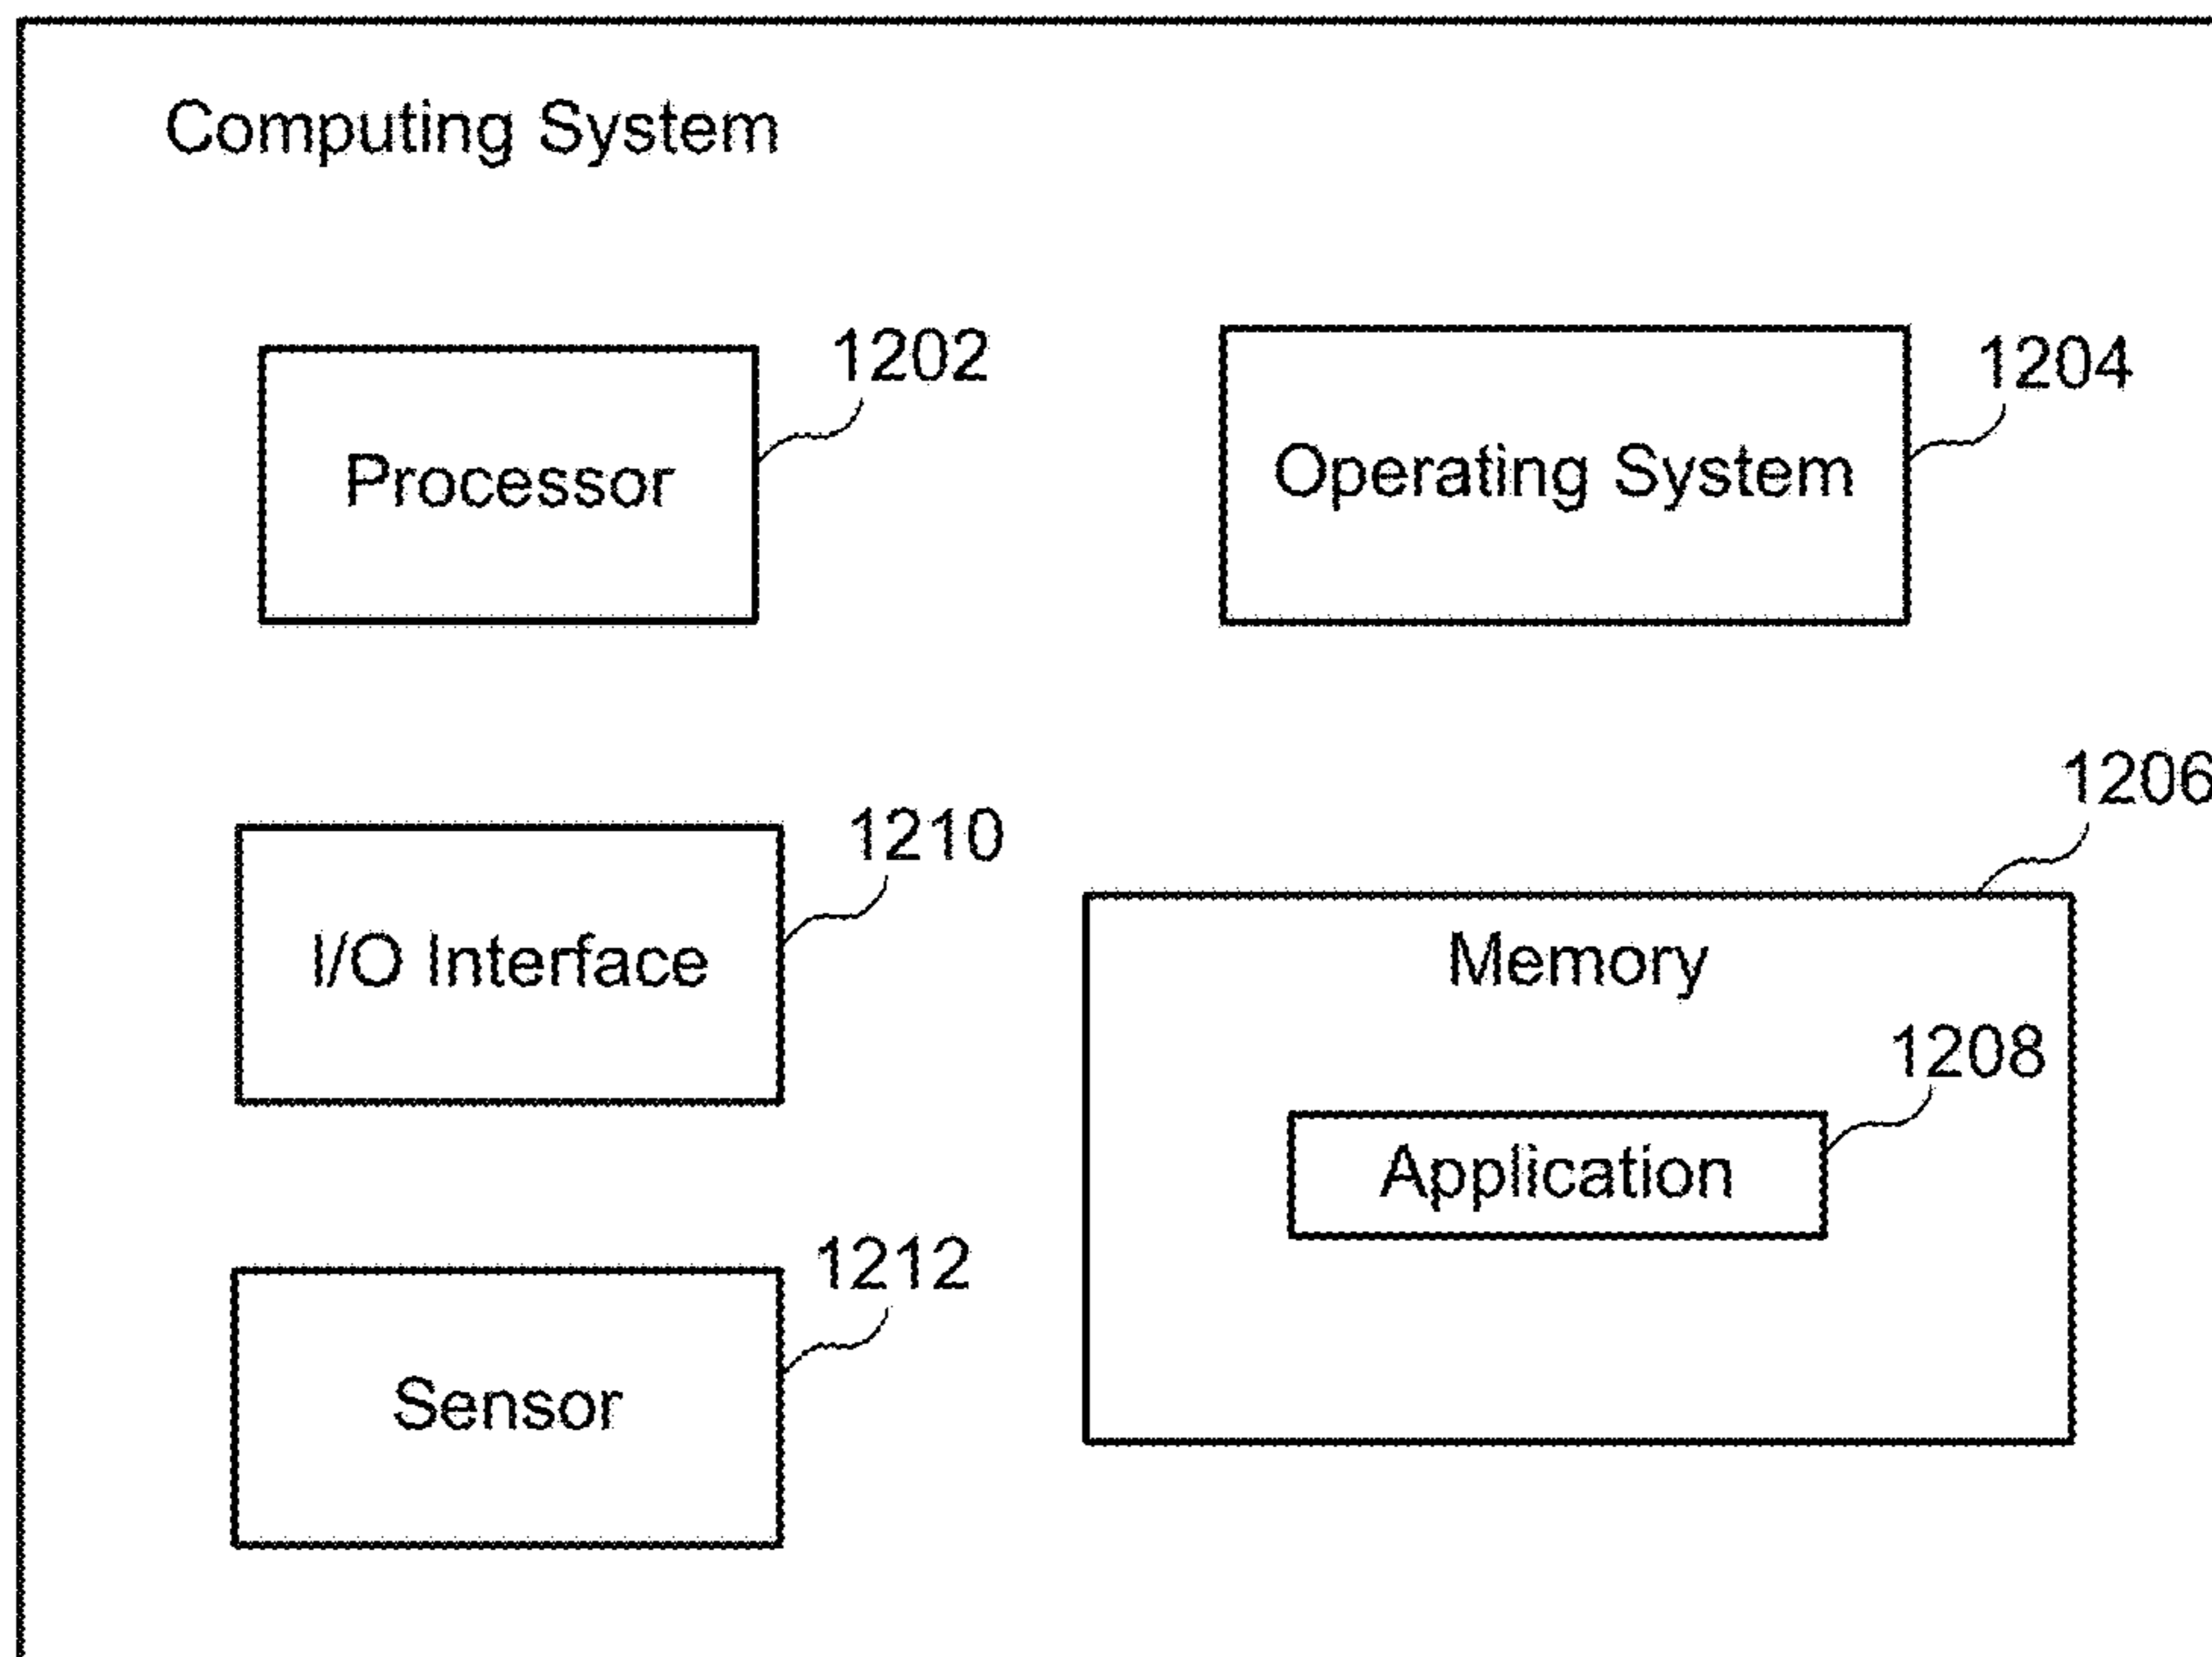 Computing System
1202
Processor
1204
Operating System
1210
I/O Interface
1206
Memory
1208
Application
1212
Sensor